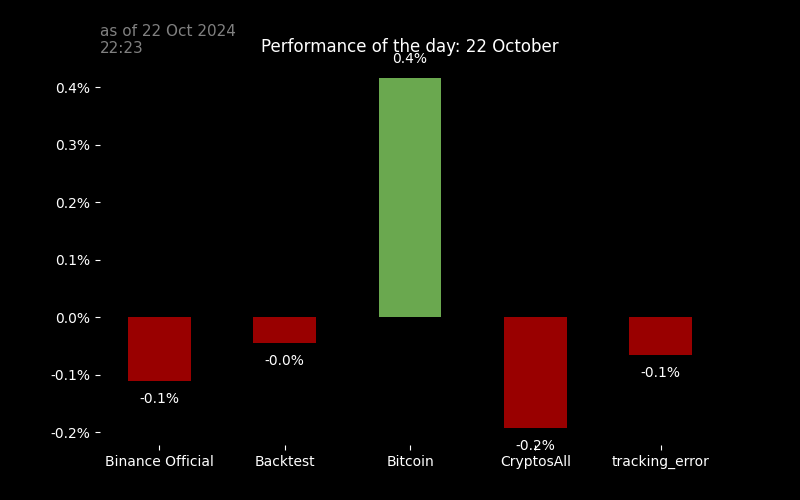 as of 22 Oct 2024
22:23
Performance of the day: 22 October
0.4%
0.4%
0.3%
0.2%
0.1%
0.0%
-0.1%
-0.2%
-0.1%
-0.0%
-0.2%
-0.1%
Binance Official
Backtest
Bitcoin
CryptosAll
tracking_error